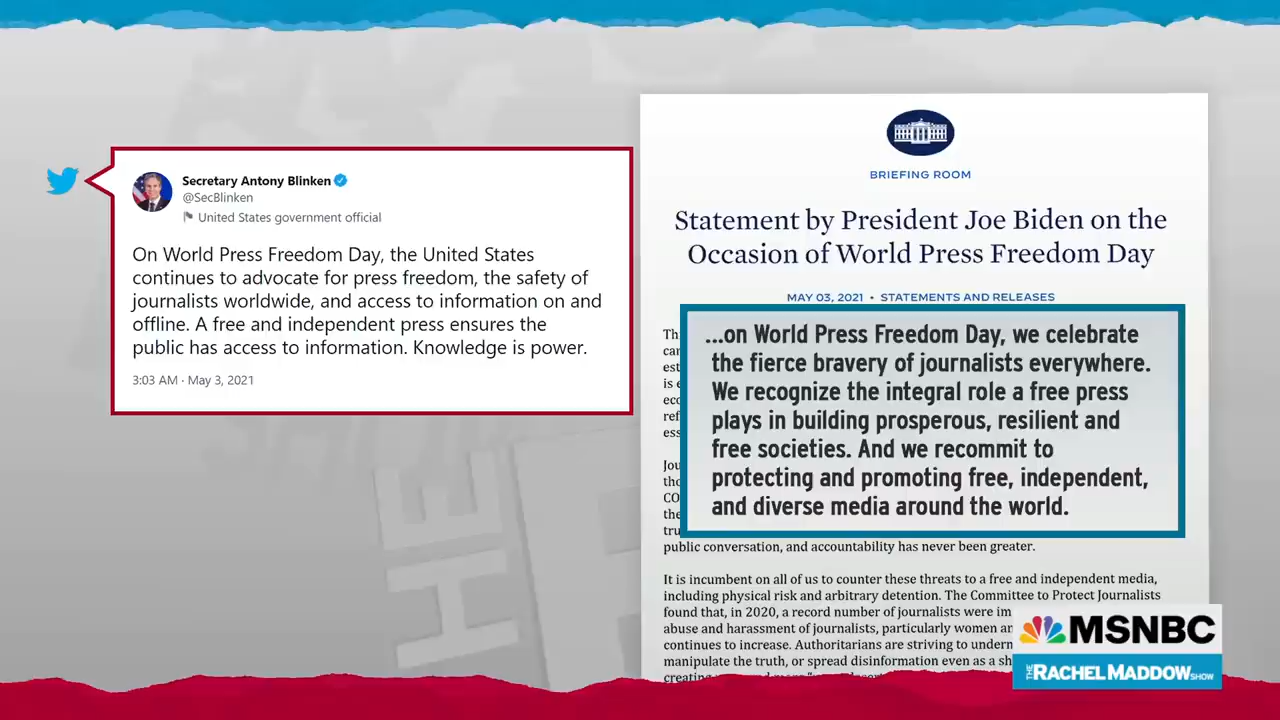 Secretary Antony Blinken
@SecBlinken
United States government official
On World Press Freedom Day, the United States
continues to advocate for press freedom, the safety of
journalists worldwide, and access to information on and
offline. A free and independent press ensures the
public has access to information. Knowledge is power.
3:03 AM · May 3, 2021
BRIEFING ROOM
Statement by President Joe Biden on the
Occasion of World Press Freedom Day
MAY 03, 2021 • STATEMENTS AND RELEASES
...on World Press Freedom Day, we celebrate
the fierce bravery of journalists everywhere.
We recognize the integral role a free press
plays in building prosperous, resilient and
free societies. And we recommit to
protecting and promoting free, independent,
and diverse media around the world.
public conversation, and accountability has never been greater.
It is incumbent on all of us to counter these threats to a free and independent media,
including physical risk and arbitrary detention. The Committee to Protect Journalists
found that, in 2020, a record number of journalists were im
abuse and harassment of journalists, particularly women an
continues to increase. Authoritarians are striving to undern
manipulate the truth, or spread disinformation even as a sh
creating
MSNBC
THE RACHEL MADDOW SHOW
THE